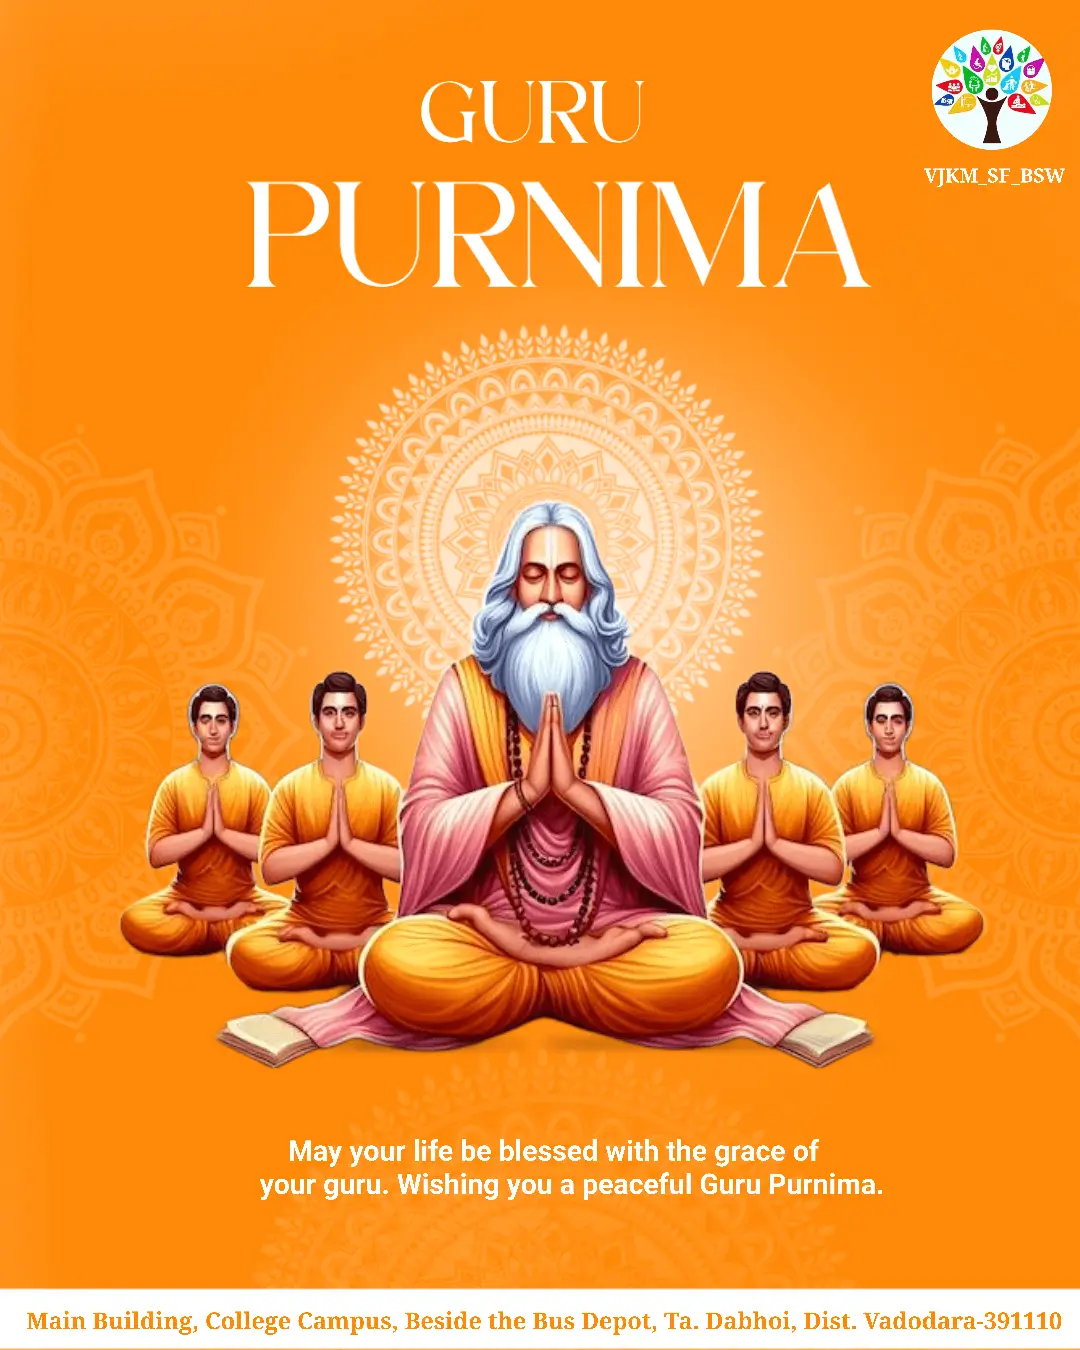 GURU
PURNIMA
VJKM_SF_BSW
May your life be blessed with the grace of
your guru. Wishing you a peaceful Guru Purnima.
Main Building, College Campus, Beside the Bus Depot, Ta. Dabhoi, Dist. Vadodara-391110